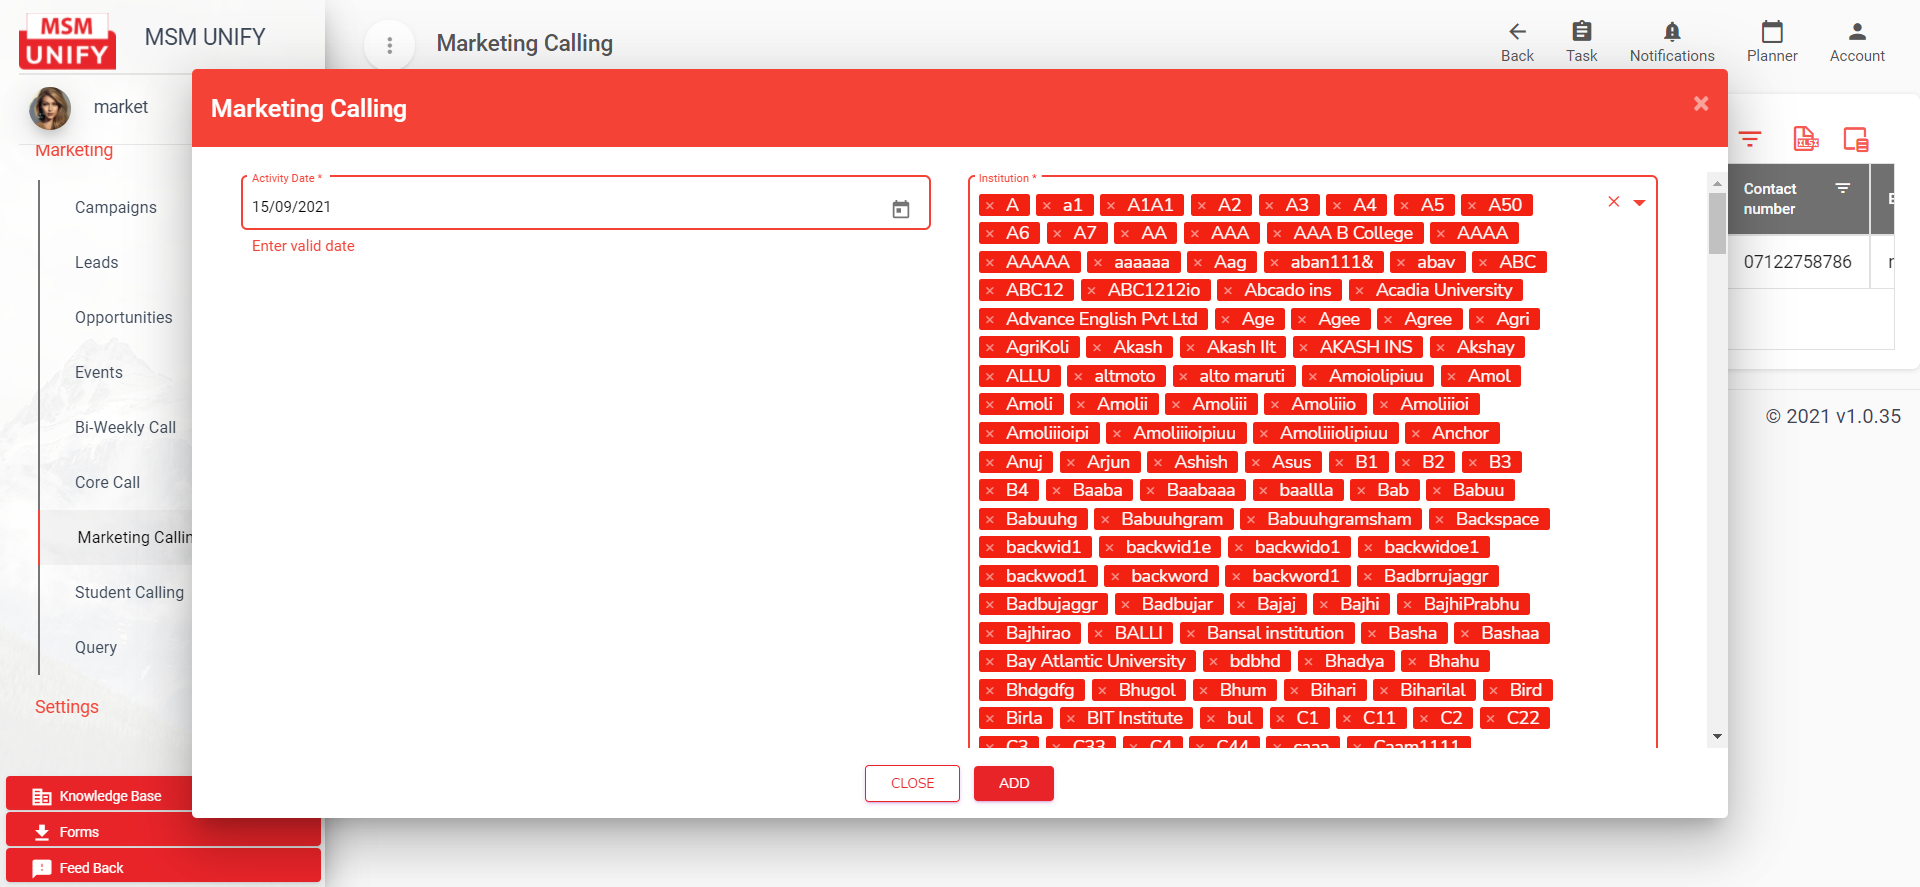 MSM
UNIFY
MSM UNIFY
Marketing Calling
Back
Task
Notifications
Planner
Account
market
Marketing
Campaigns
Leads
Opportunities
Events
Bi-Weekly Call
Core Call
Marketing Callin
Student Calling
Query
Settings
Knowledge Base
Forms
Feed Back
Marketing Calling
×
Activity Date *
15/09/2021
Enter valid date
Institution *
× A × a1 × A1A1 × A2 × A3 × A4 × A5 × A50
× A6 × A7 × AA × AAA × AAA B College × AAAA
× AAAAA × aaaaaa × Aag × aban111& × abav × ABC
× ABC12 × ABC1212io × Abcado ins × Acadia University
× Advance English Pvt Ltd × Age × Agee × Agree × Agri
× AgriKoli × Akash × Akash IIt × AKASH INS × Akshay
× ALLU × altmoto × alto maruti × Amoiolipiuu × Amol
× Amoli × Amolii × Amoliii × Amoliiio × Amoliiioi
× Amoliiioipi × Amoliiioipiuu × Amoliiiolipiuu × Anchor
× Anuj × Arjun × Ashish × Asus × B1 × B2 × B3
× B4 × Baaba × Baabaaa × baallla × Bab × Babuu
× Babuuhg × Babuuhgram × Babuuhgramsham × Backspace
× backwid1 × backwid1e × backwido1 × backwidoe1
× backwod1 × backword × backword1 × Badbrrujaggr
× Badbujaggr × Badbujar × Bajaj × Bajhi × BajhiPrabhu
× Bajhirao × BALLI × Bansal institution × Basha × Bashaa
× Bay Atlantic University × bdbhd × Bhadya × Bhahu
× Bhdgdfg × Bhugol × Bhum × Bihari × Biharilal × Bird
× Birla × BIT Institute × bul × C1 × C11 × C2 × C22
× C3 × C33 × C4 × C44 × caaa × Caam1111
CLOSE
ADD
XLSX
Contact
number
07122758786
© 2021 v1.0.35